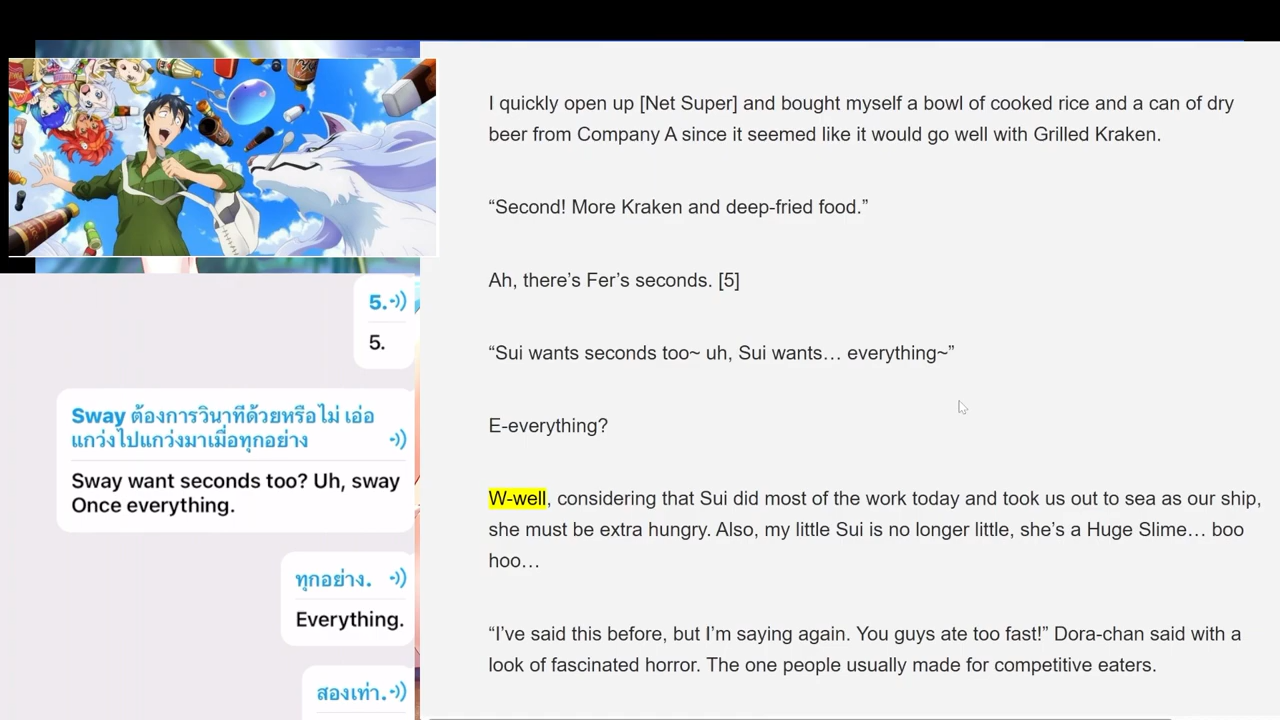 I quickly open up [Net Super] and bought myself a bowl of cooked rice and a can of dry
beer from Company A since it seemed like it would go well with Grilled Kraken.
“Second! More Kraken and deep-fried food.”
Ah, there’s Fer’s seconds. [5]
“Sui wants seconds too~ uh, Sui wants… everything~”
E-everything?
W-well, considering that Sui did most of the work today and took us out to sea as our ship,
she must be extra hungry. Also, my little Sui is no longer little, she’s a Huge Slime… boo
hoo…
“I’ve said this before, but I’m saying again. You guys ate too fast!” Dora-chan said with a
look of fascinated horror. The one people usually made for competitive eaters.
5.
5.
Sway ต้องการวินาทีด้วยหรือไม่ เอ่อ
แกว่งไปแกว่งมาเมื่อทุกอย่าง
Sway want seconds too? Uh, sway
Once everything.
ทุกอย่าง.
Everything.
สองเท่า.